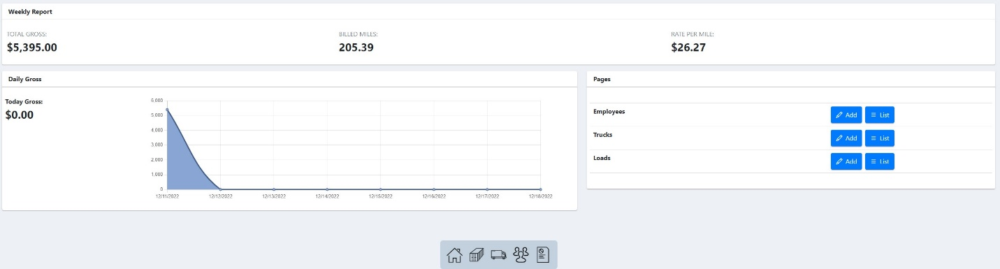 Weekly Report
TOTAL GROSS: BILLED MILES: RATE PER MILE:
$5,395.00 205.39 $26.27
Daily Gross
Today Gross:
$0.00
6,000
5,000
4,000
3,000
2,000
1,000
0
12/11/2022 12/12/2022 12/13/2022 12/14/2022 12/15/2022 12/16/2022 12/17/2022 12/18/2022
Pages
Employees Add List
Trucks Add List
Loads Add List